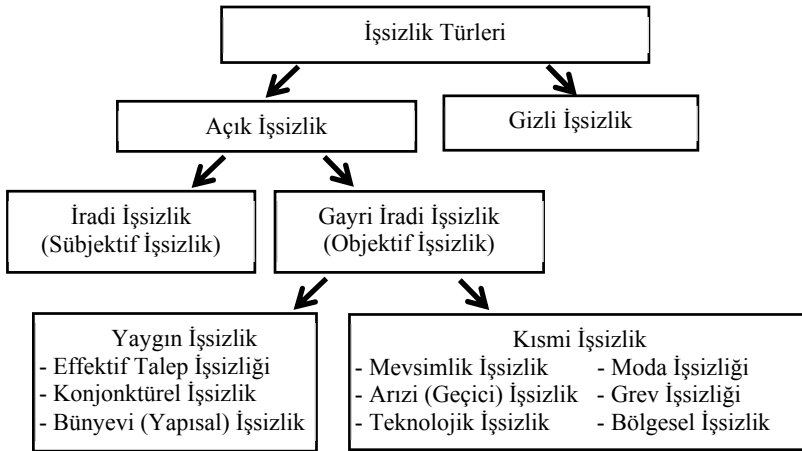 İşsizlik Türleri
Açık İşsizlik
Gizli İşsizlik
İradi İşsizlik
(Sübjektif İşsizlik)
Gayri İradi İşsizlik
(Objektif İşsizlik)
Yaygın İşsizlik
- Effektif Talep İşsizliği
- Konjonktürel İşsizlik
- Bünyevi (Yapısal) İşsizlik
Kısmi İşsizlik
- Mevsimlik İşsizlik - Moda İşsizliği
- Arızi (Geçici) İşsizlik - Grev İşsizliği
- Teknolojik İşsizlik - Bölgesel İşsizlik